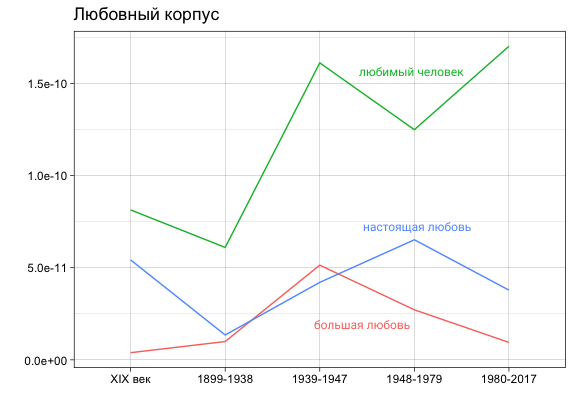 Любовный корпус
любимый человек
1.5e-10
1.0e-10
настоящая любовь
5.0e-11
большая любовь
0.0e+00
XIX век 1899-1938 1939-1947 1948-1979 1980-2017